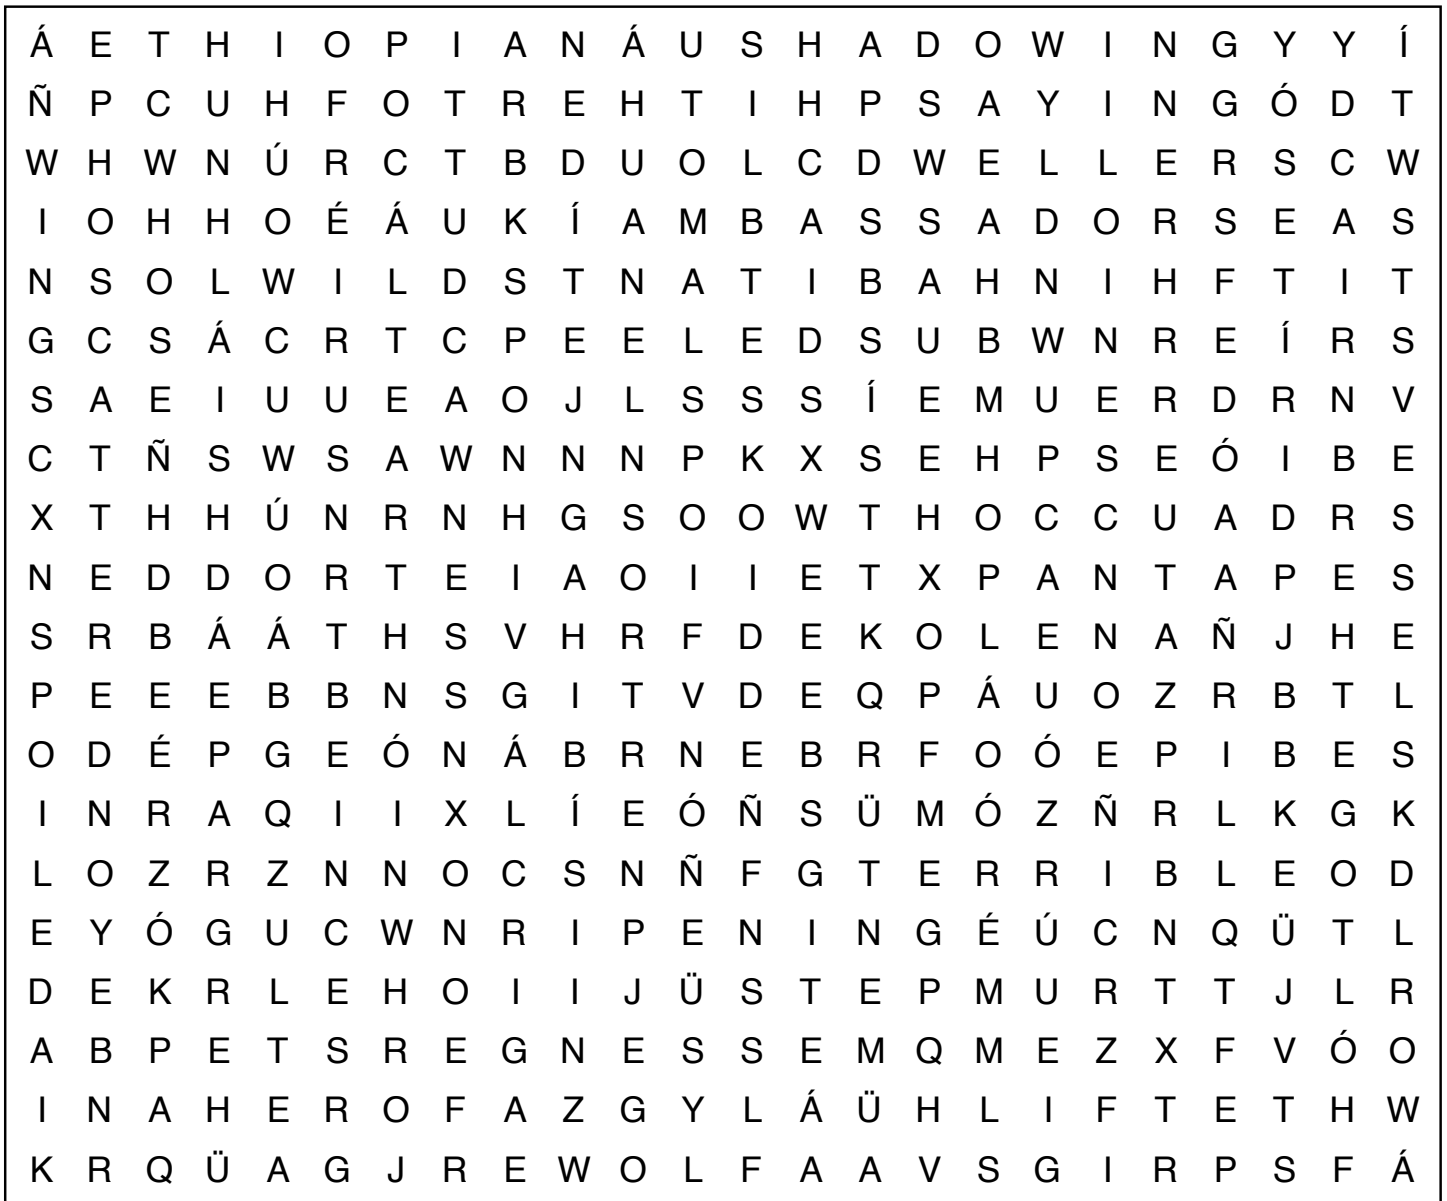 Á E T H I O P I A N Á U S H A D O W I N G Y Y Í
Ñ P C U H F O T R E H T I H P S A Y I N G Ó D T
W H W N Ú R C T B D U O L C D W E L L E R S C W
I O H H O É Á U K Í A M B A S S A D O R S E A S
N S O L W I L D S T N A T I B A H N I H F T I T
G C S Á C R T C P E E L E D S U B W N R E Í R S
S A E I U U E A O J L S S S Í E M U E R D R N V
C T Ñ S W S A W N N N P K X S E H P S E Ó I B E
X T H H Ú N R N H G S O O W T H O C C U A D R S
N E D D O R T E I A O I I E T X P A N T A P E S
S R B Á Á T H S V H R F D E K O L E N A Ñ J H E
P E E E B B N S G I T V D E Q P Á U O Z R B T L
O D É P G E Ó N Á B R N E B R F O Ó E P I B E S
I N R A Q I I X L Í E Ó Ñ S Ü M Ó Z Ñ R L K G K
L O Z R Z N N O C S N Ñ F G T E R R I B L E O D
E Y Ó G U C W N R I P E N I N G É Ú C N Q Ü T L
D E K R L E H O I I J Ü S T E P M U R T T J L R
A B P E T S R E G N E S S E M Q M E Z X F V Ó O
I N A H E R O F A Z G Y L Á Ü H L I F T E T H W
K R Q Ü A G J R E W O L F A A V S G I R P S F Á